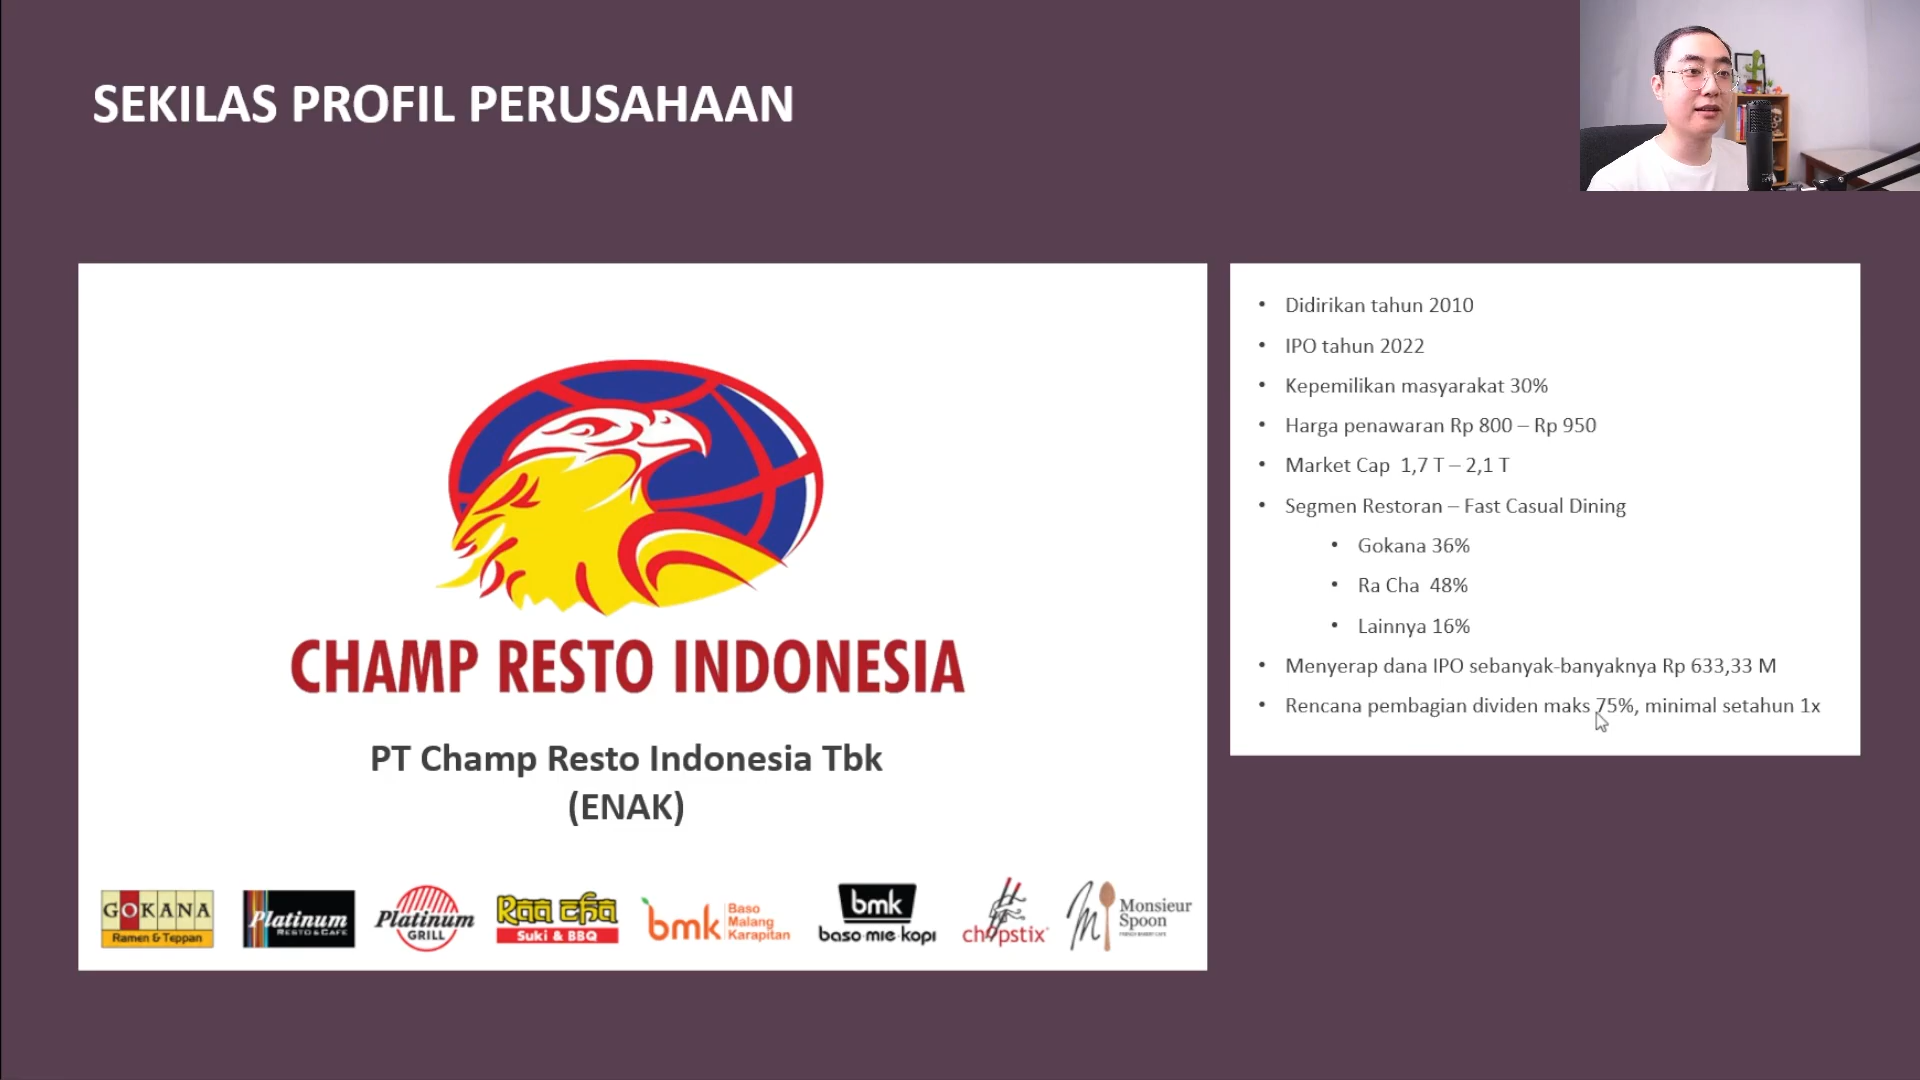 SEKILAS PROFIL PERUSAHAAN
CHAMP RESTO INDONESIA
PT Champ Resto Indonesia Tbk
(ENAK)
GOKANA
Ramen & Teppan
Platinum
RESTO & CAFE
Platinum
GRILL
Raa cha
Suki & BBQ
bmk
Baso
Malang
Karapitan
bmk
baso·mie·kopi
chopstix
Monsieur
Spoon
• Didirikan tahun 2010
• IPO tahun 2022
• Kepemilikan masyarakat 30%
• Harga penawaran Rp 800 – Rp 950
• Market Cap 1,7 T – 2,1 T
• Segmen Restoran – Fast Casual Dining
• Gokana 36%
• Ra Cha 48%
• Lainnya 16%
• Menyerap dana IPO sebanyak-banyaknya Rp 633,33 M
• Rencana pembagian dividen maks 75%, minimal setahun 1x